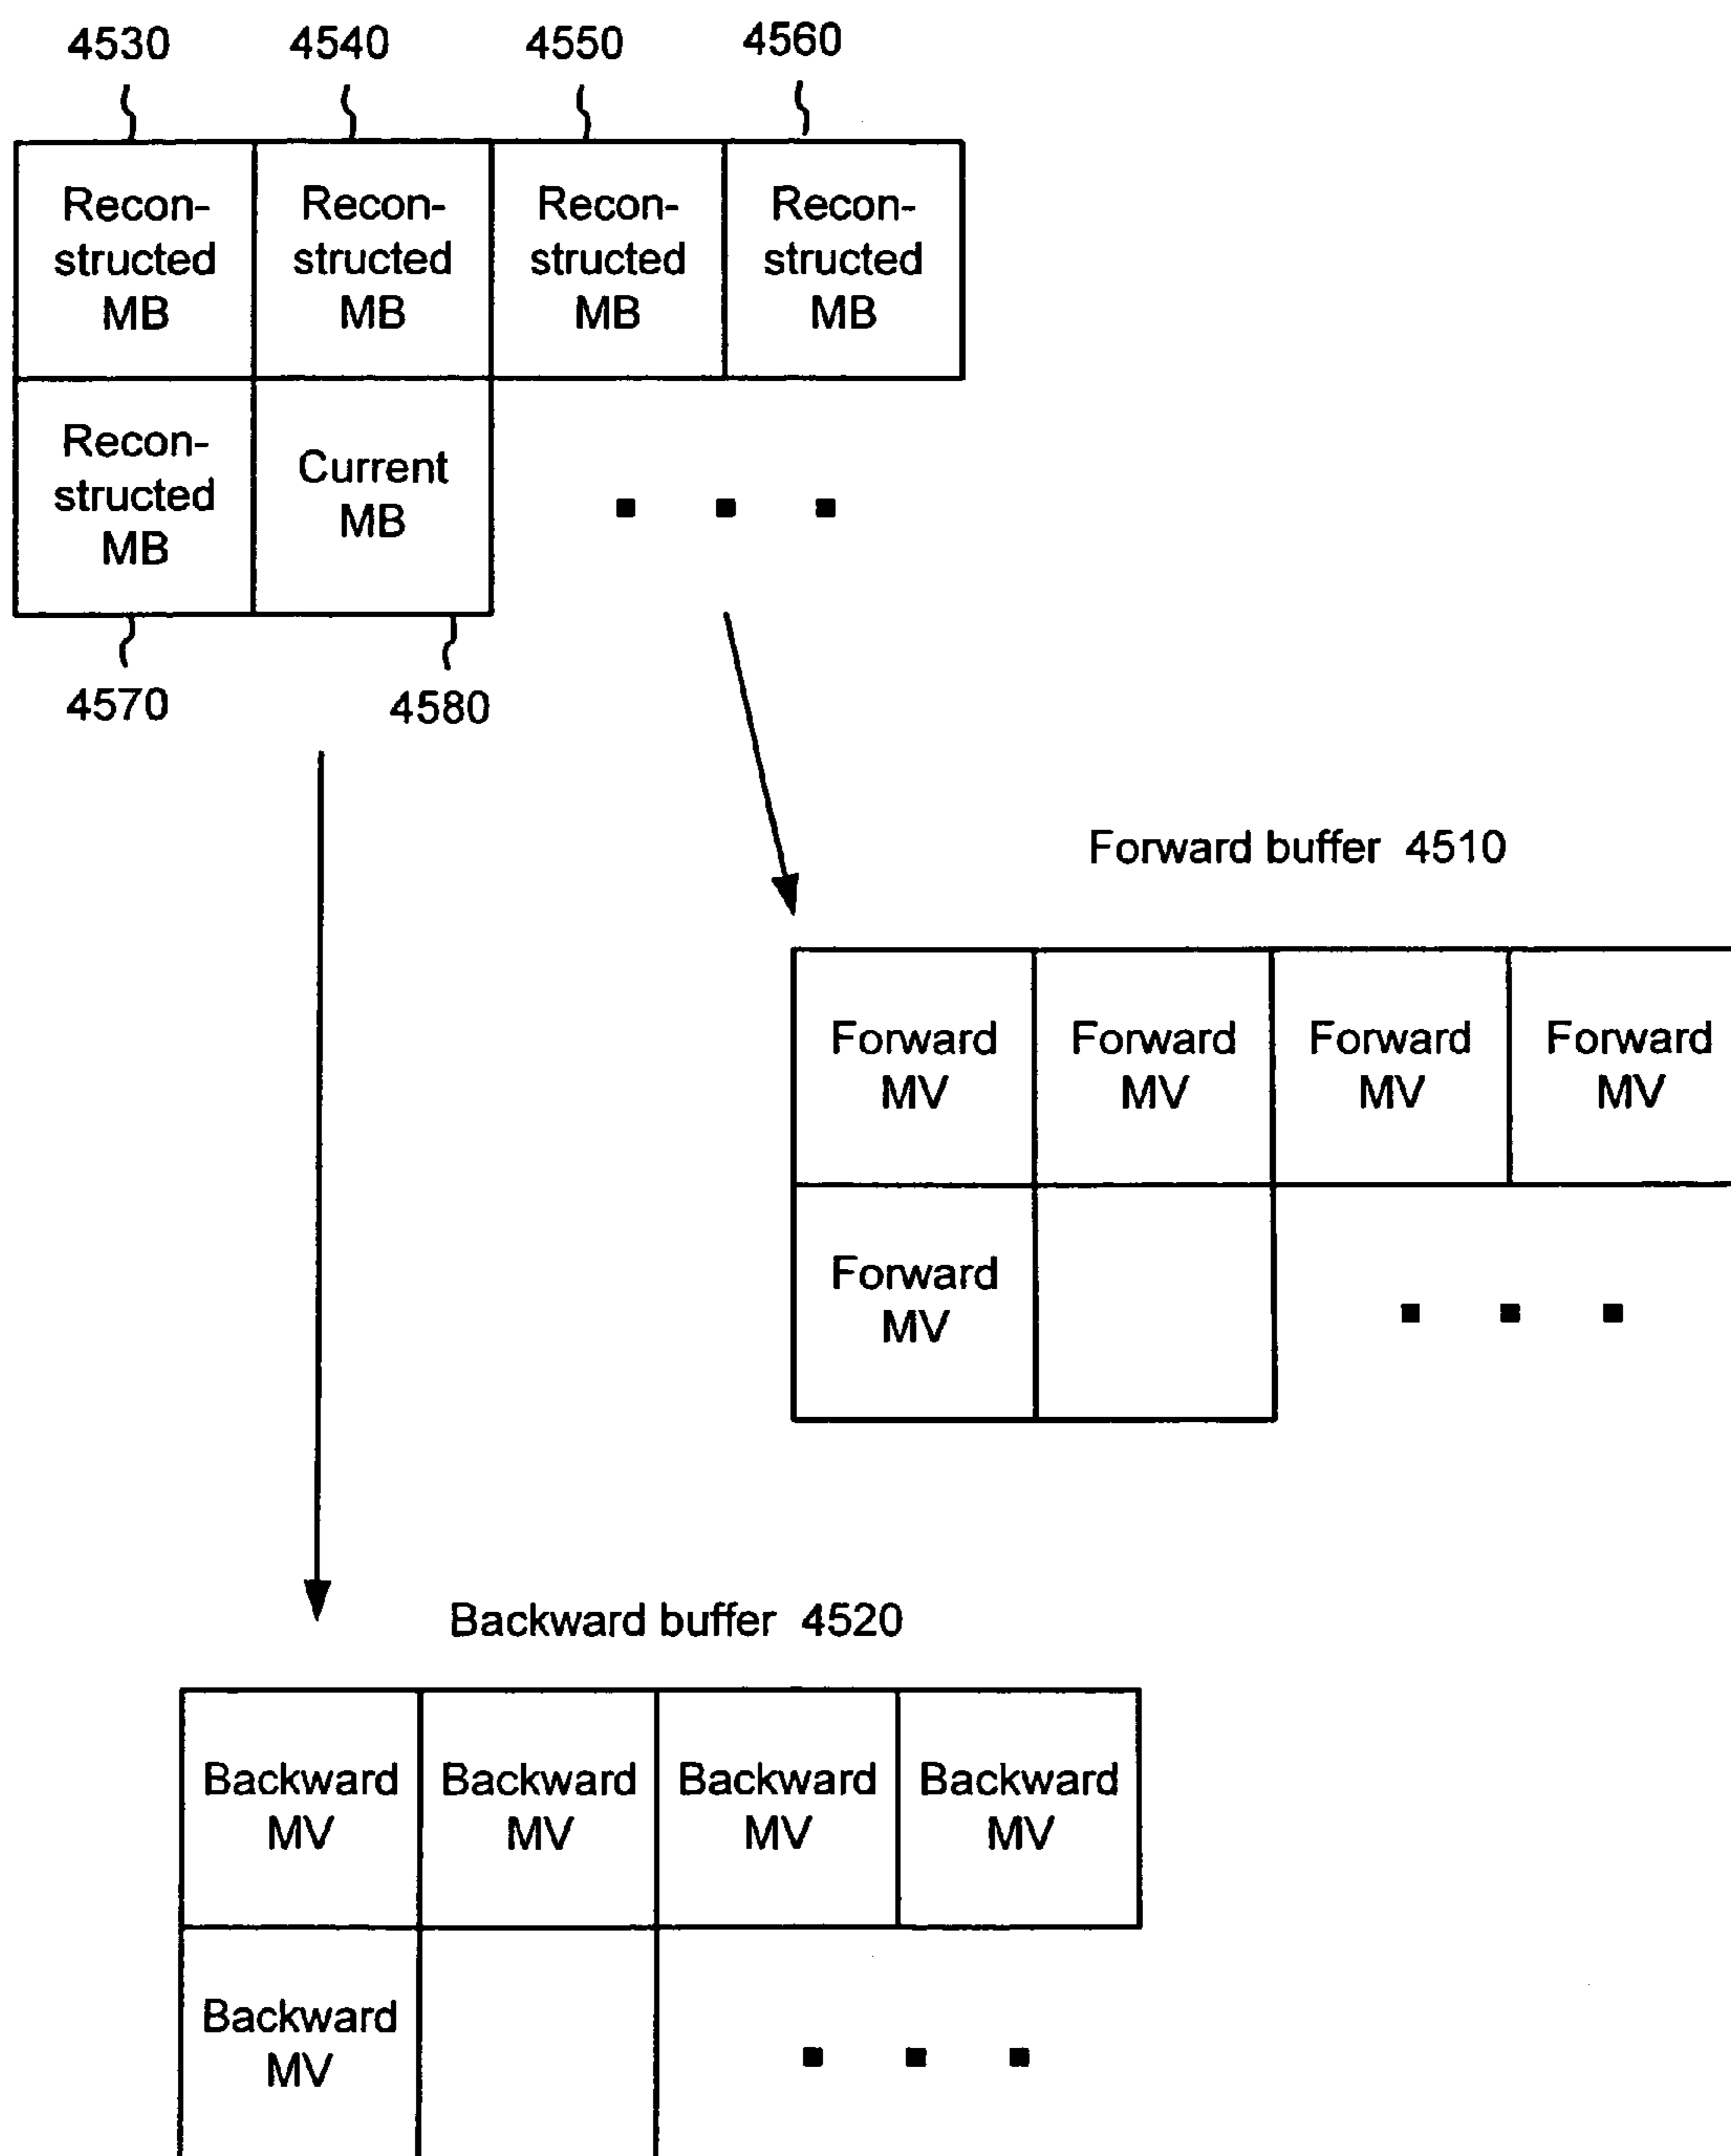 4530 4540 4550 4560
Recon- Recon- Recon- Recon-
structed structed structed structed
MB MB MB MB
Recon-
structed
MB
Current
MB
4570 4580
Forward buffer 4510
Forward Forward Forward Forward
MV MV MV MV
Forward
MV
Backward buffer 4520
Backward Backward Backward Backward
MV MV MV MV
Backward
MV